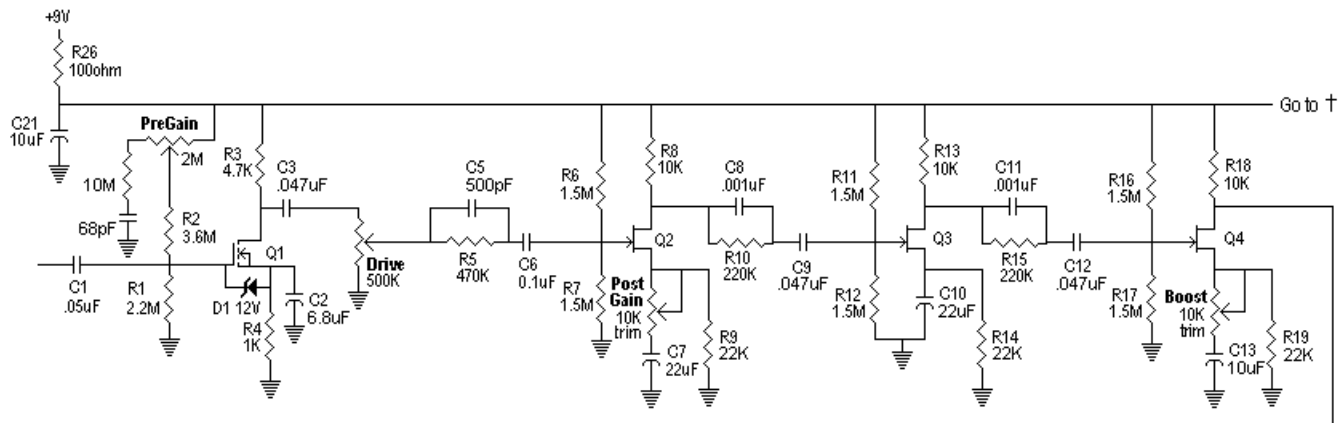 +9V
R26
100ohm
Go to †
C21
10uF
PreGain
2M
10M
68pF
R3
4.7K
C3
.047uF
R2
3.6M
Q1
C1
.05uF
R1
2.2M
D1 12V
C2
6.8uF
R4
1K
Drive
500K
C5
500pF
R5
470K
C6
0.1uF
R6
1.5M
R7
1.5M
R8
10K
Q2
Post
Gain
10K
trim
C7
22uF
R9
22K
C8
.001uF
R10
220K
C9
.047uF
R11
1.5M
R12
1.5M
R13
10K
Q3
C10
22uF
R14
22K
C11
.001uF
R15
220K
C12
.047uF
R16
1.5M
R17
1.5M
R18
10K
Q4
Boost
10K
trim
C13
10uF
R19
22K